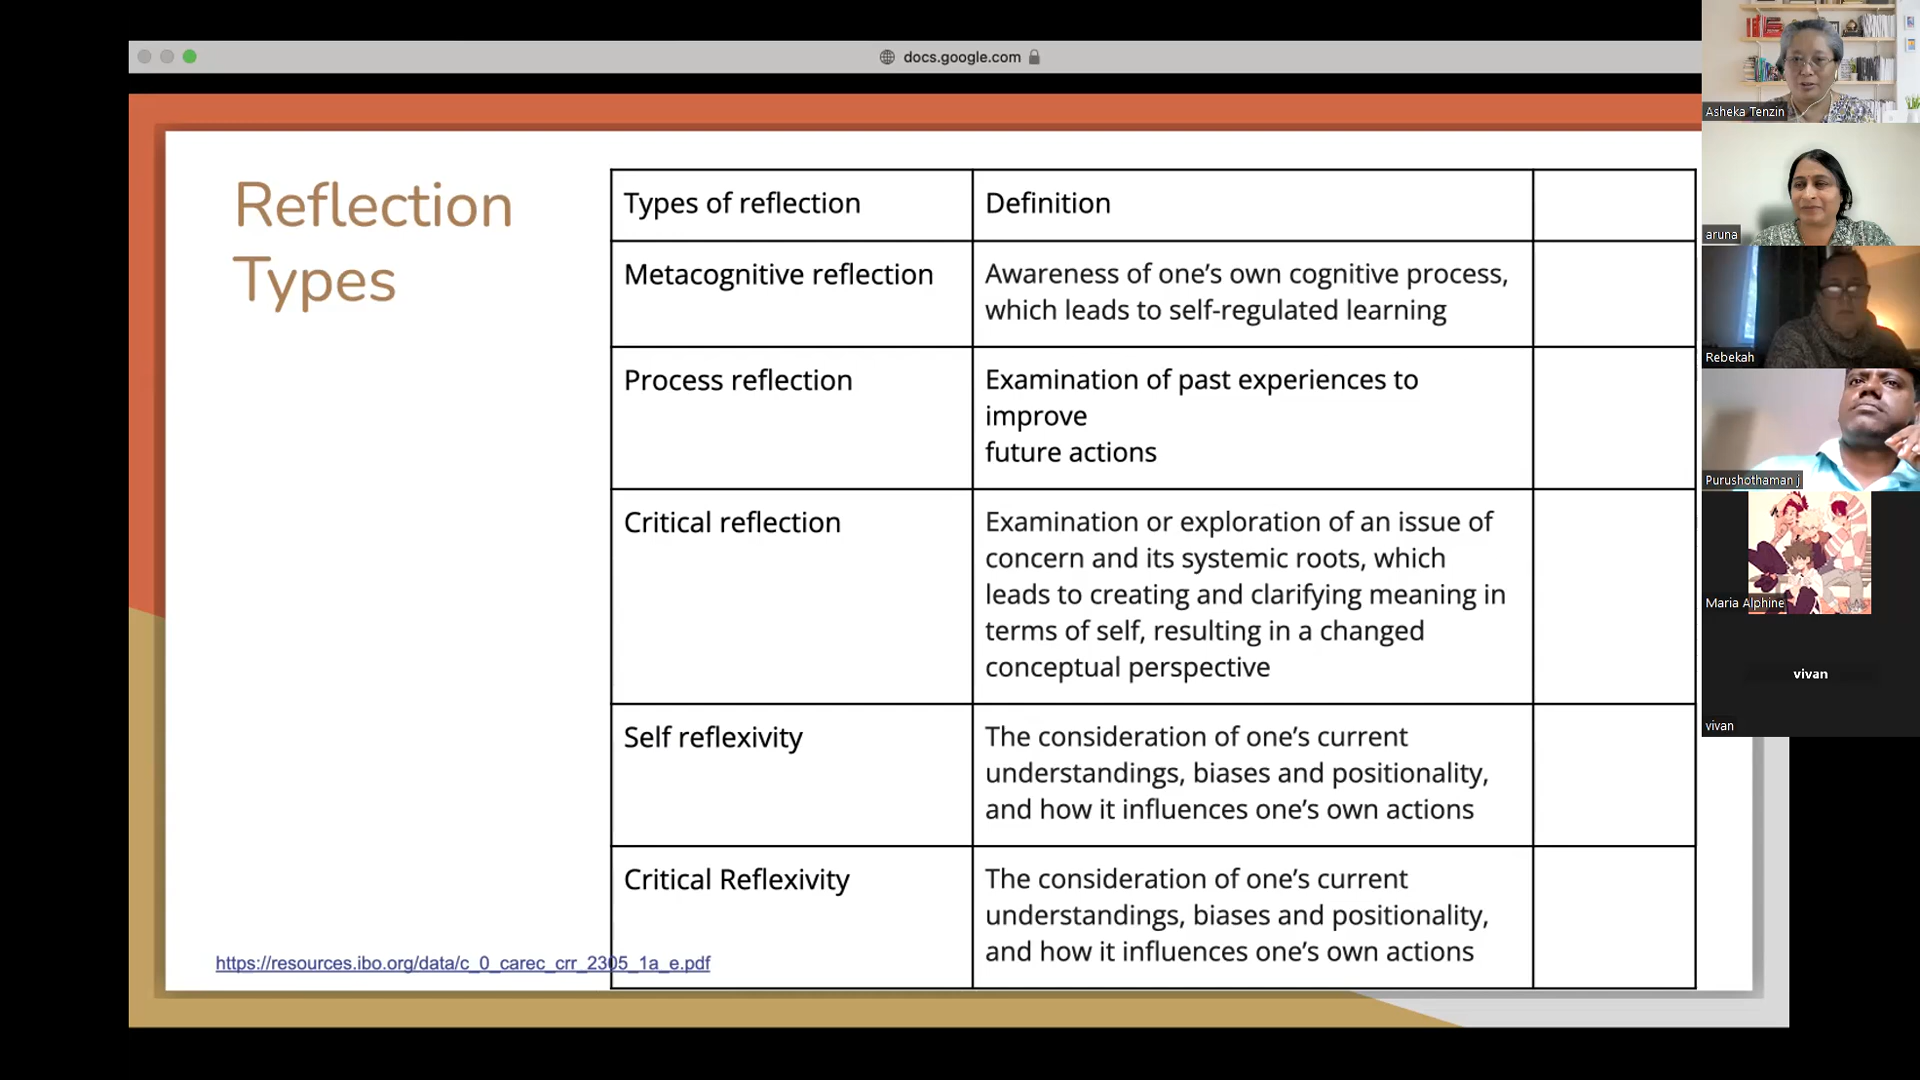 docs.google.com
Reflection
Types
Types of reflection
Definition
Metacognitive reflection
Awareness of one’s own cognitive process,
which leads to self-regulated learning
Process reflection
Examination of past experiences to
improve
future actions
Critical reflection
Examination or exploration of an issue of
concern and its systemic roots, which
leads to creating and clarifying meaning in
terms of self, resulting in a changed
conceptual perspective
Self reflexivity
The consideration of one’s current
understandings, biases and positionality,
and how it influences one’s own actions
Critical Reflexivity
The consideration of one’s current
understandings, biases and positionality,
and how it influences one’s own actions
https://resources.ibo.org/data/c_0_carec_crr_2305_1a_e.pdf
Asheka Tenzin
aruna
Rebekah
Purushothaman j
Maria Alphine
vivan
vivan